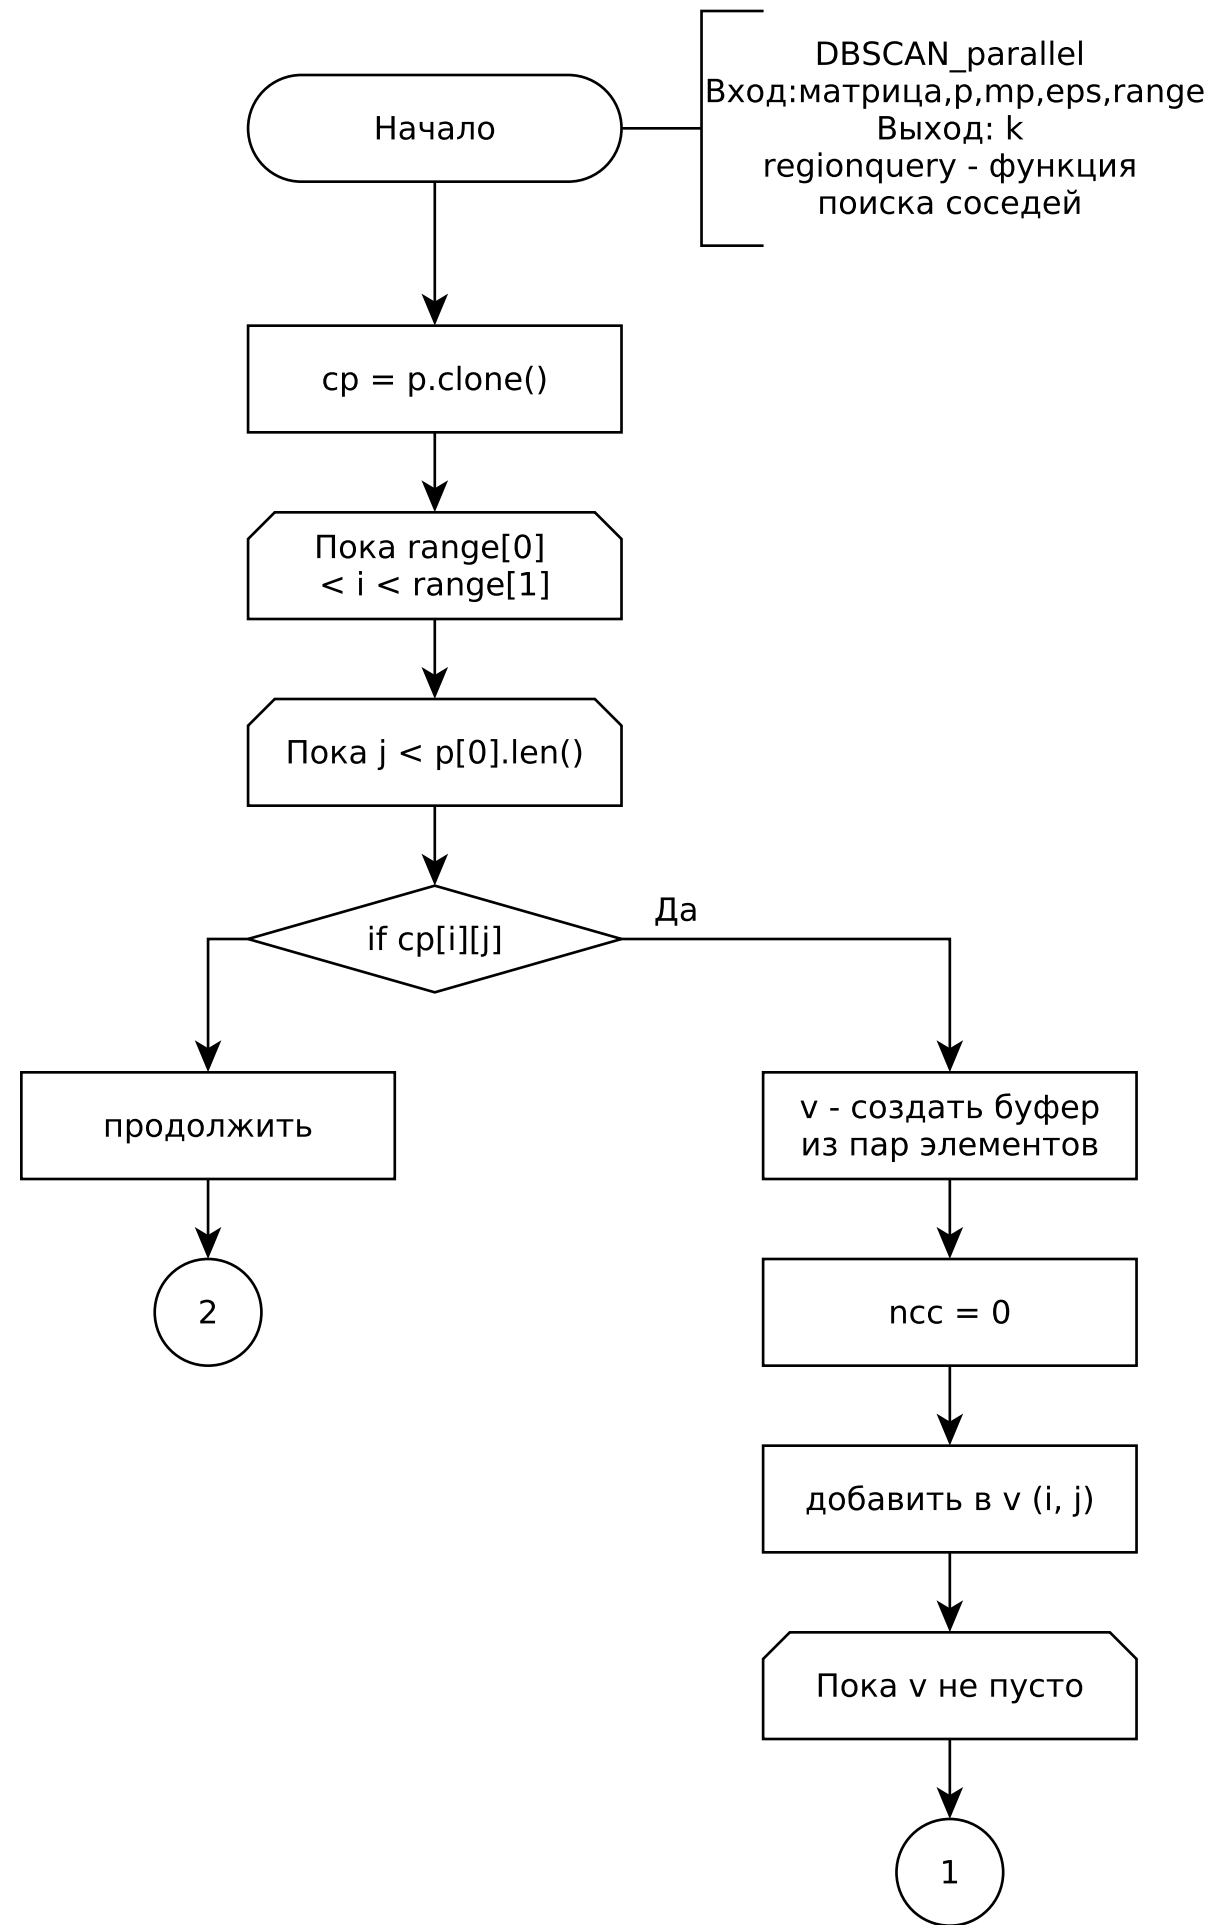 DBSCAN_parallel
Вход:матрица,p,mp,eps,range
Выход: k
regionquery - функция
поиска соседей
Начало
cp = p.clone()
Пока range[0]
< i < range[1]
Пока j < p[0].len()
if cp[i][j]
Да
продолжить
2
v - создать буфер
из пар элементов
ncc = 0
добавить в v (i, j)
Пока v не пусто
1